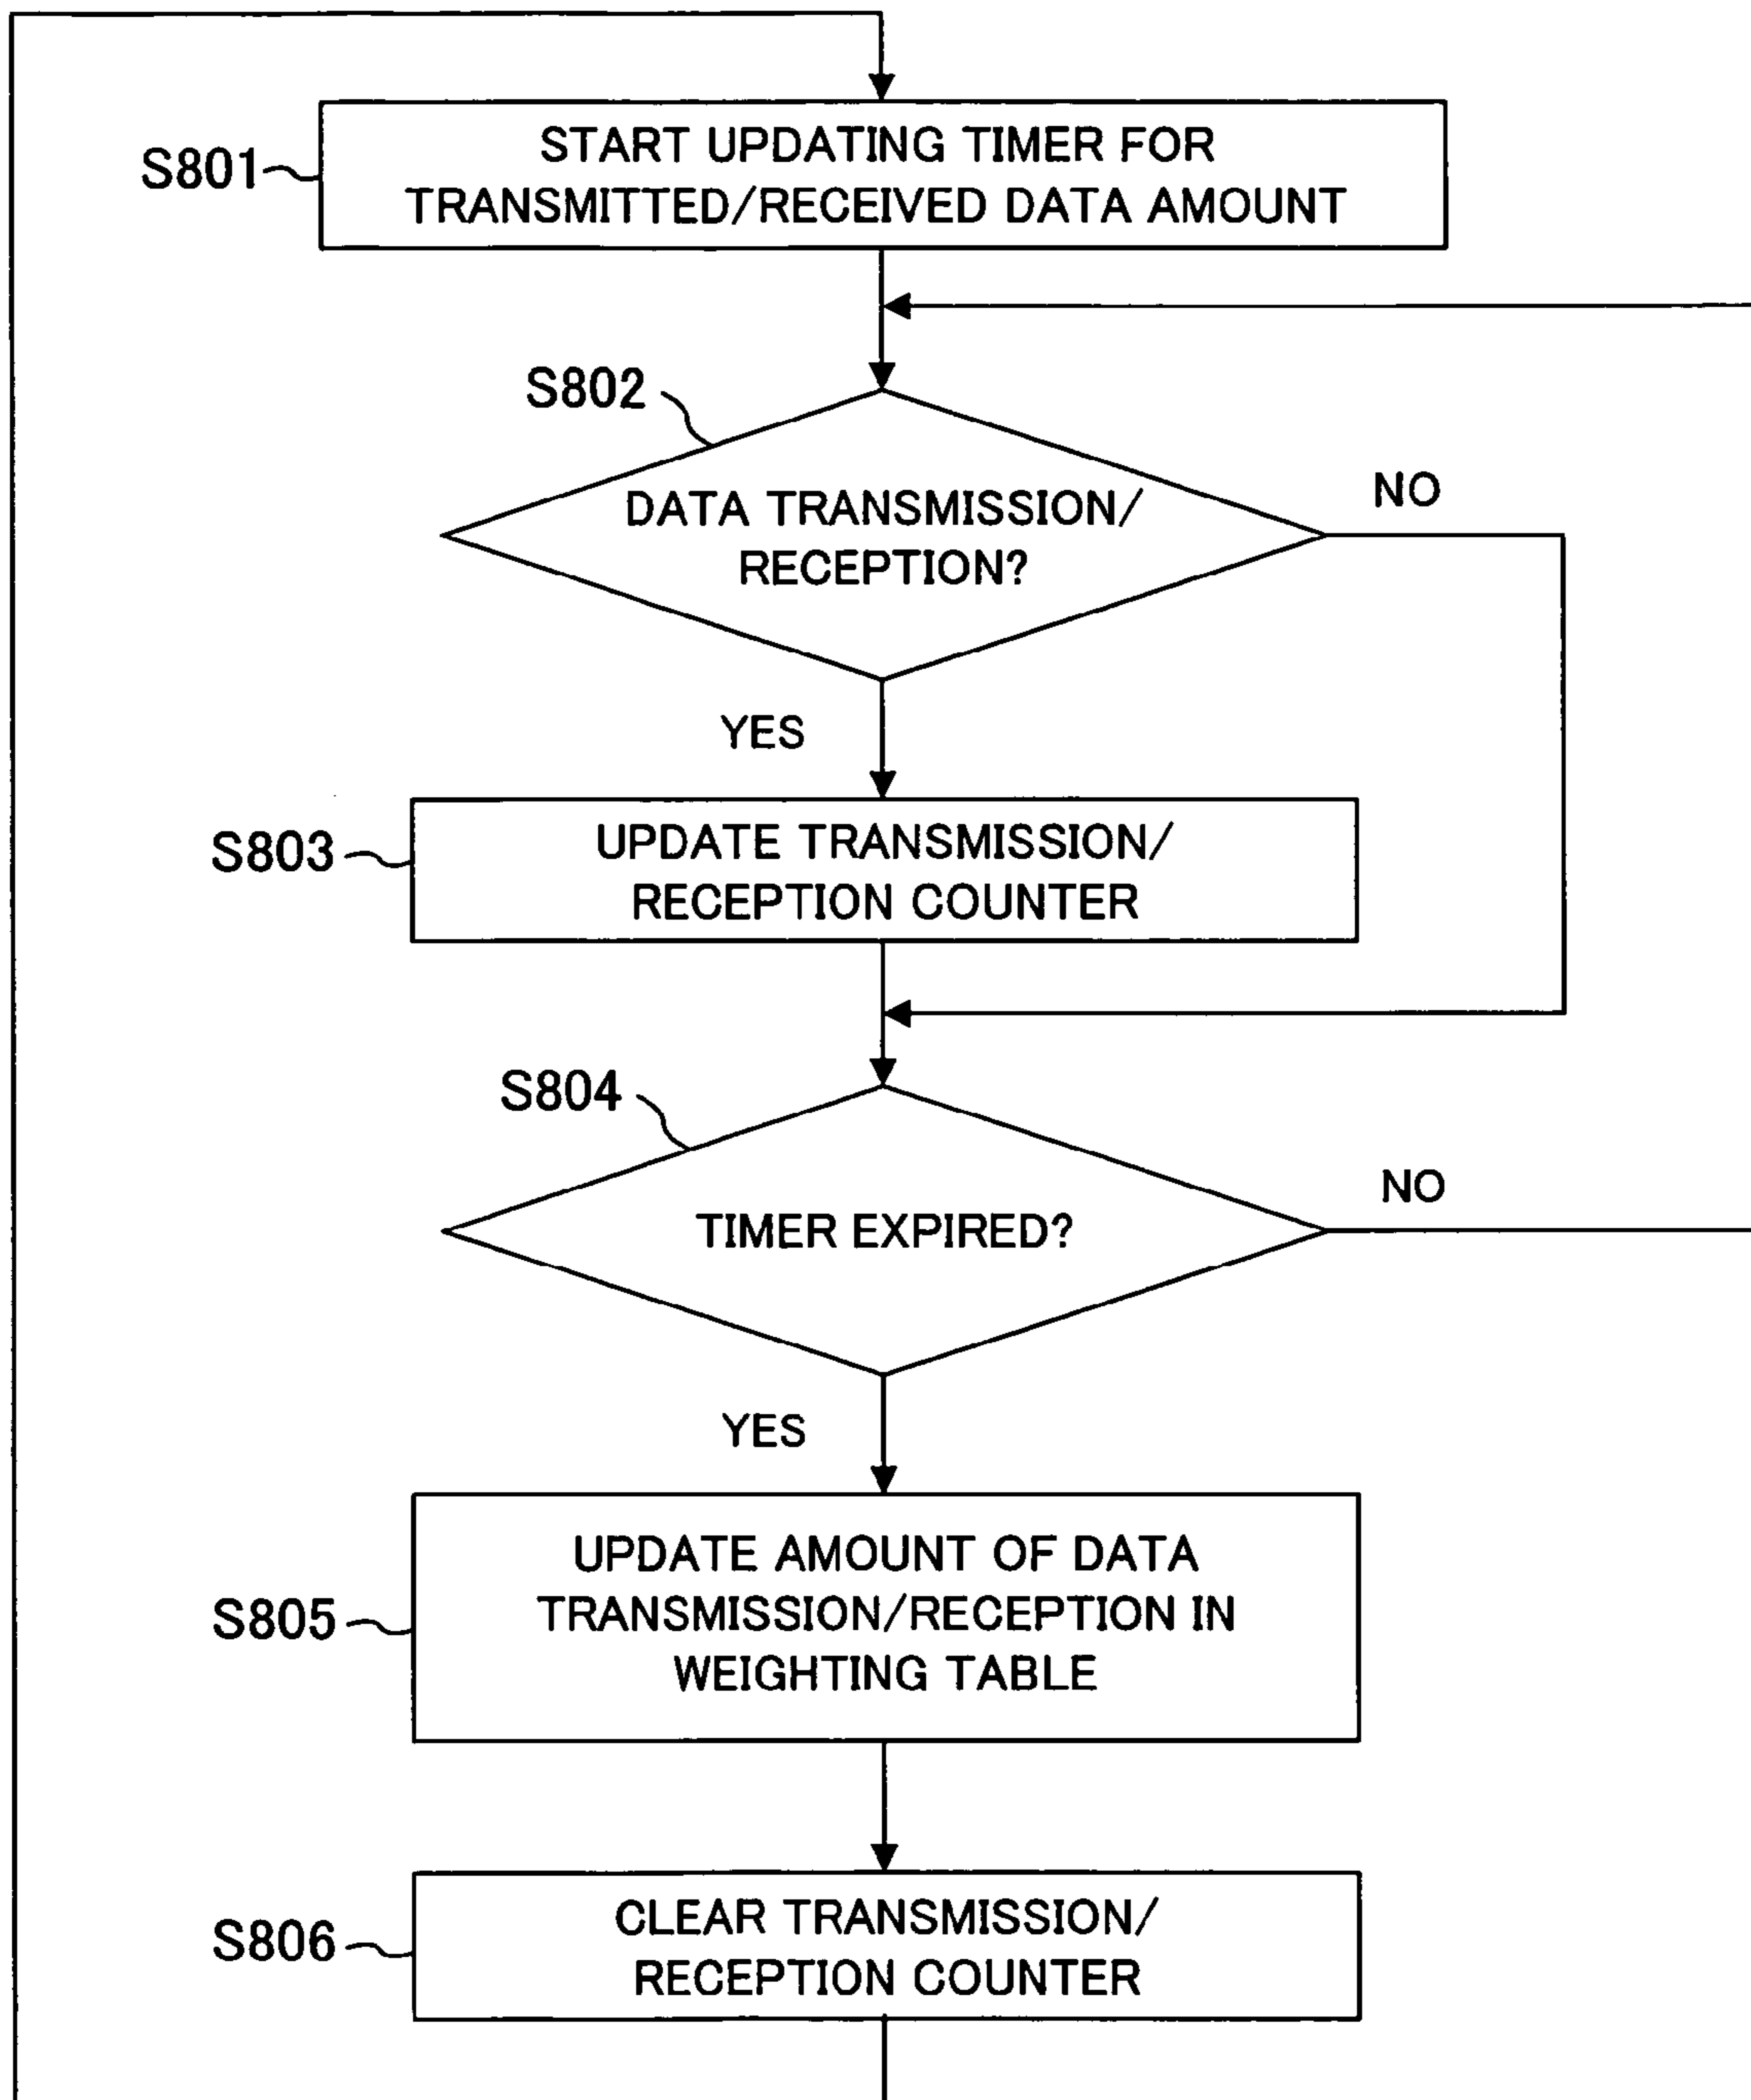 S801
START UPDATING TIMER FOR
TRANSMITTED/RECEIVED DATA AMOUNT
S802
DATA TRANSMISSION/
RECEPTION?
NO
YES
S803
UPDATE TRANSMISSION/
RECEPTION COUNTER
S804
TIMER EXPIRED?
NO
YES
S805
UPDATE AMOUNT OF DATA
TRANSMISSION/RECEPTION IN
WEIGHTING TABLE
S806
CLEAR TRANSMISSION/
RECEPTION COUNTER